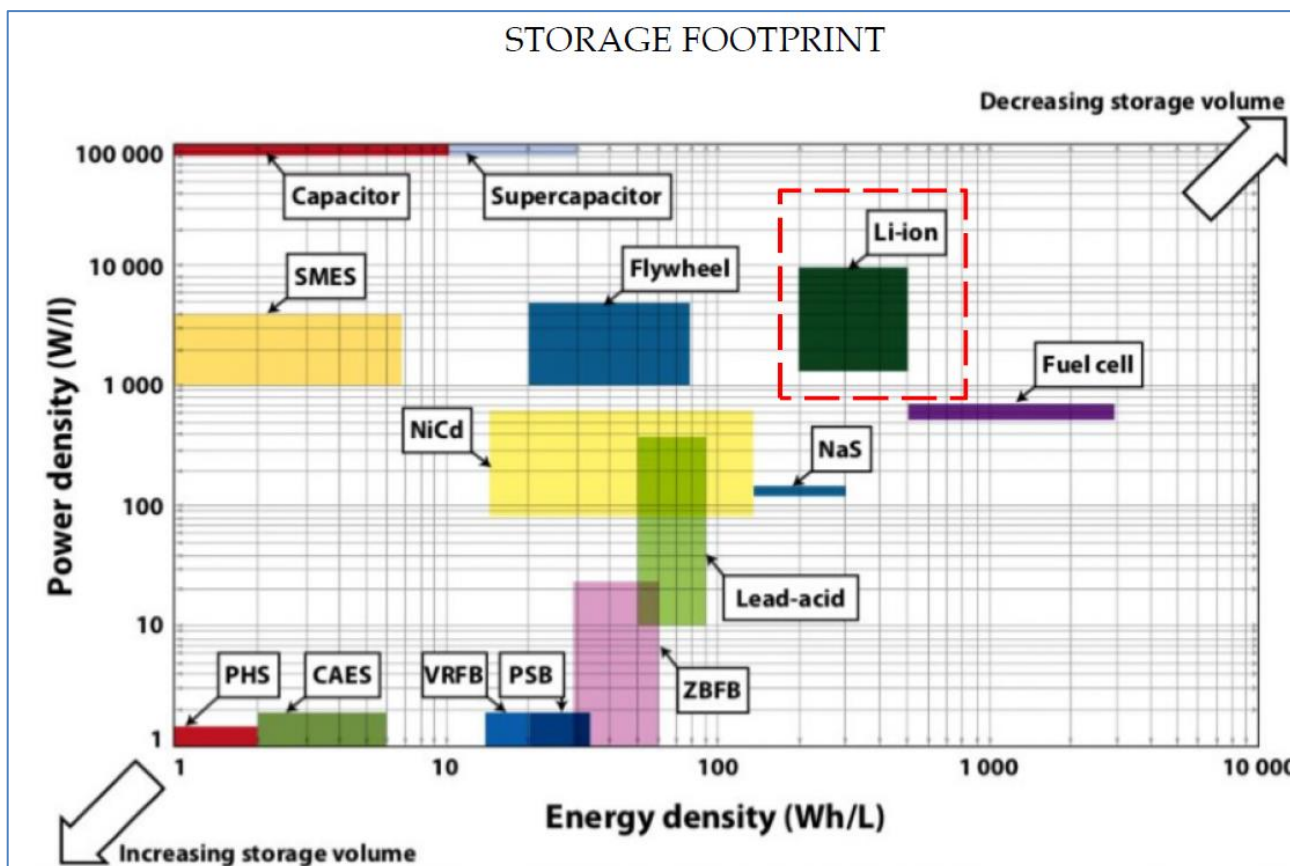 STORAGE FOOTPRINT
Decreasing storage volume
100 000
Capacitor
Supercapacitor
Li-ion
10 000
SMES
Flywheel
Fuel cell
1 000
NiCd
NaS
100
Lead-acid
10
PHS
CAES
VRFB
PSB
ZBFB
1
Power density (W/l)
1
10
100
1 000
10 000
Energy density (Wh/L)
Increasing storage volume